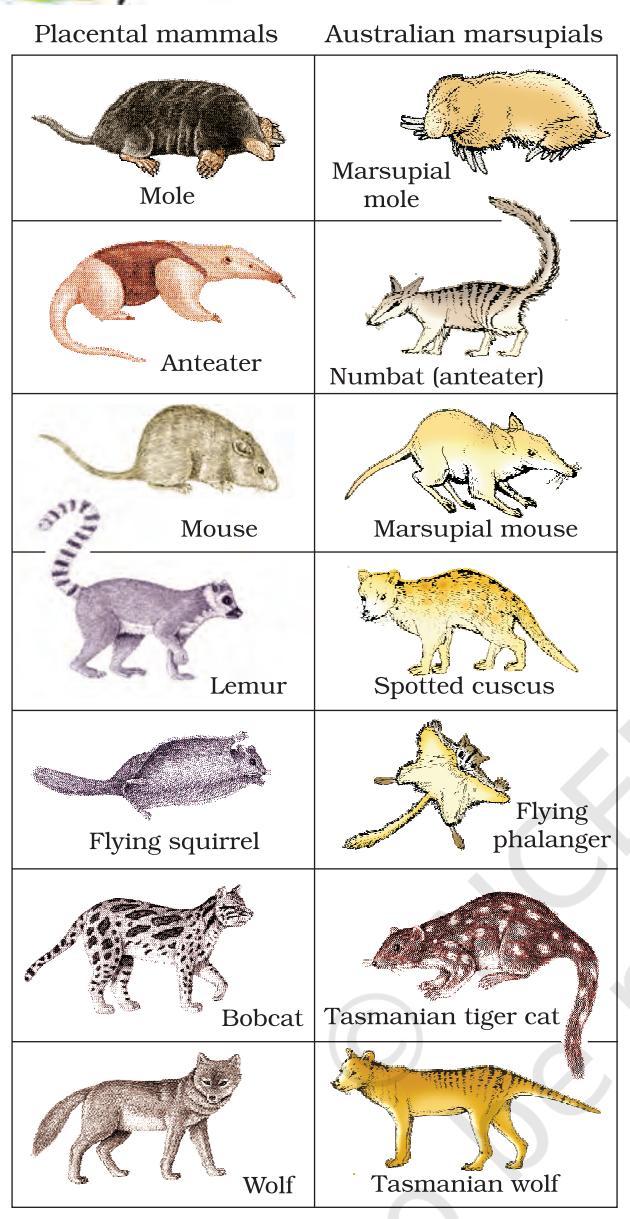 Placental mammals Australian marsupials
Mole
Marsupial
mole
Anteater
Numbat (anteater)
Mouse
Marsupial mouse
Lemur
Spotted cuscus
Flying squirrel
Flying
phalanger
Bobcat
Tasmanian tiger cat
Wolf
Tasmanian wolf